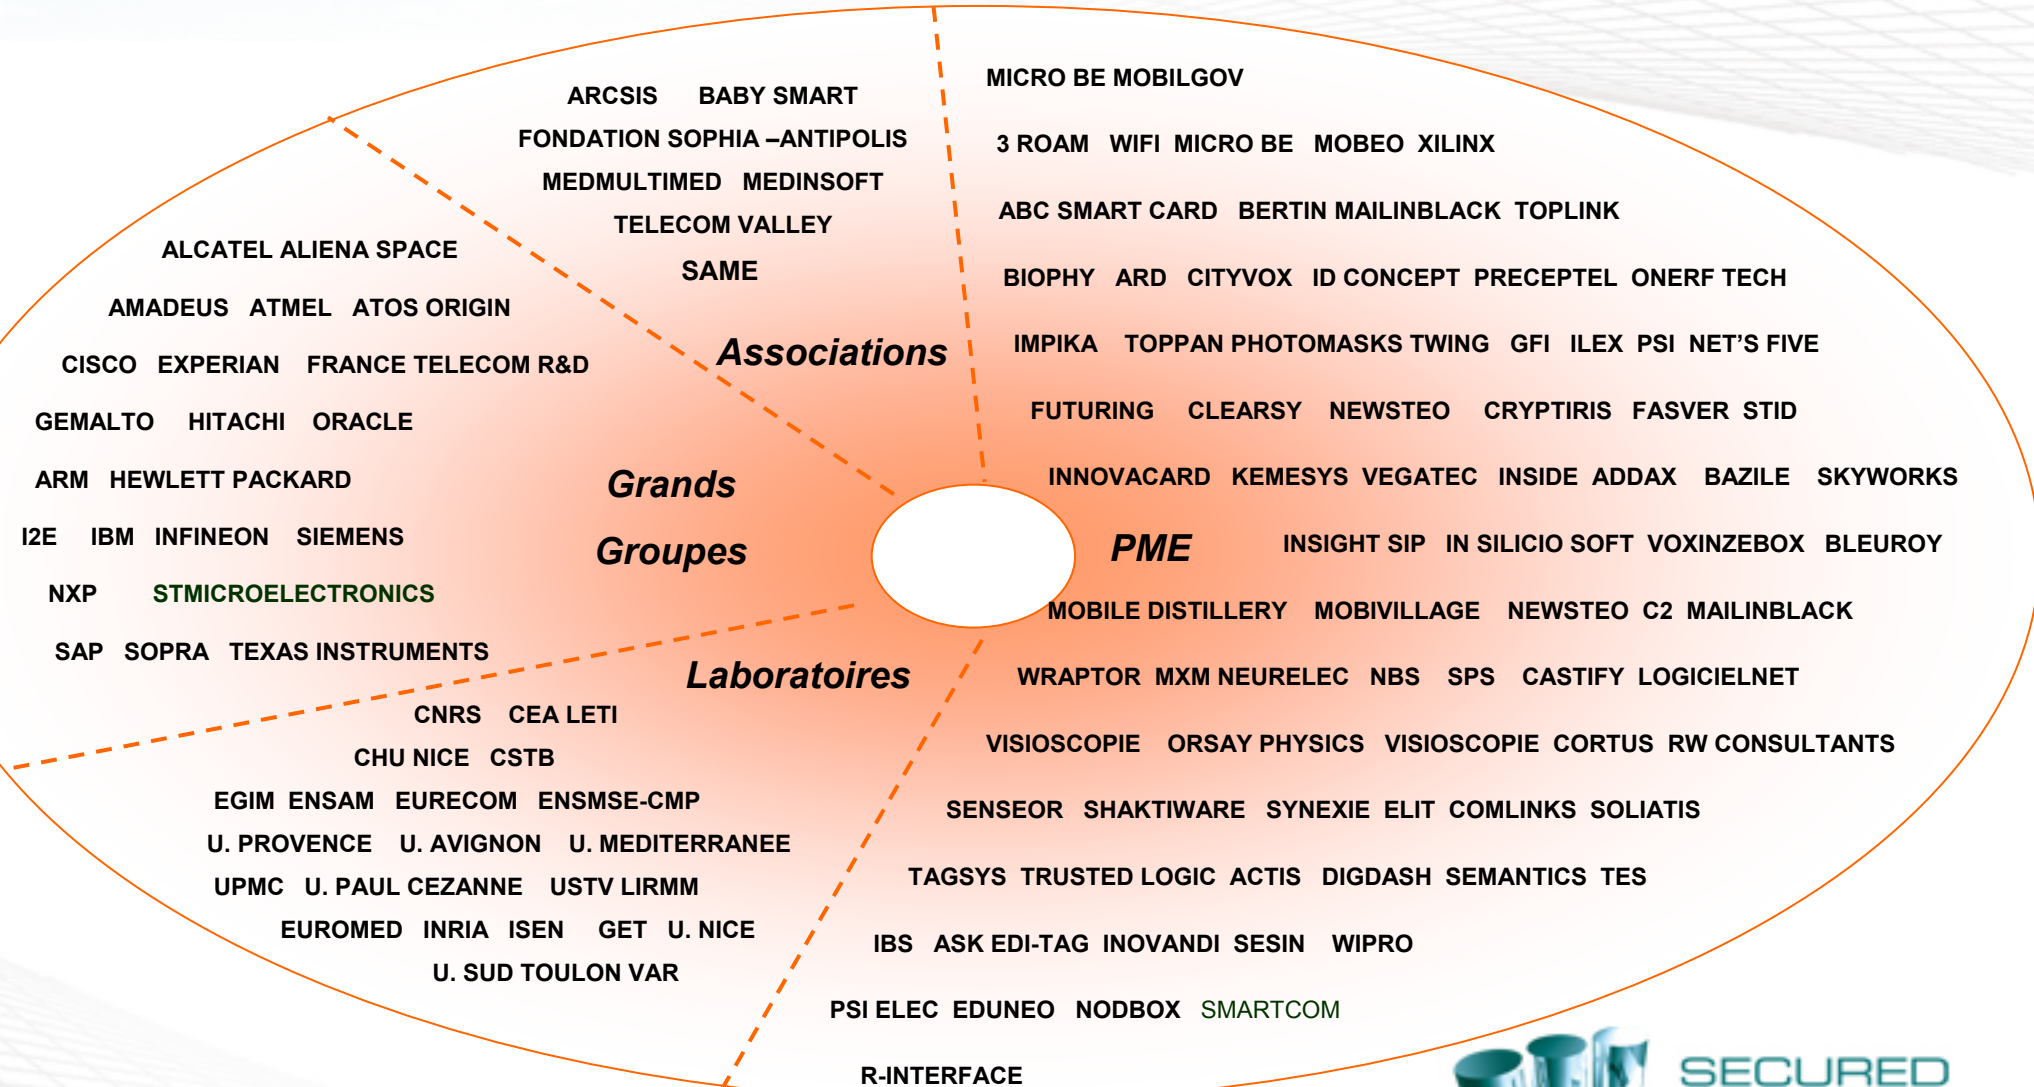 ARCSIS BABY SMART
FONDATION SOPHIA –ANTIPOLIS
MEDMULTIMED MEDINSOFT
TELECOM VALLEY
SAME
Associations
ALCATEL ALIENA SPACE
AMADEUS ATMEL ATOS ORIGIN
CISCO EXPERIAN FRANCE TELECOM R&D
GEMALTO HITACHI ORACLE
ARM HEWLETT PACKARD
I2E IBM INFINEON SIEMENS
NXP STMICROELECTRONICS
SAP SOPRA TEXAS INSTRUMENTS
Grands
Groupes
Laboratoires
CNRS CEA LETI
CHU NICE CSTB
EGIM ENSAM EURECOM ENSMSE-CMP
U. PROVENCE U. AVIGNON U. MEDITERRANEE
UPMC U. PAUL CEZANNE USTV LIRMM
EUROMED INRIA ISEN GET U. NICE
U. SUD TOULON VAR
MICRO BE MOBILGOV
3 ROAM WIFI MICRO BE MOBEO XILINX
ABC SMART CARD BERTIN MAILINBLACK TOPLINK
BIOPHY ARD CITYVOX ID CONCEPT PRECEPTEL ONERF TECH
IMPIKA TOPPAN PHOTOMASKS TWING GFI ILEX PSI NET'S FIVE
FUTURING CLEARSY NEWSTEO CRYPTIRIS FASVER STID
INNOVACARD KEMESYS VEGATEC INSIDE ADDAX BAZILE SKYWORKS
PME INSIGHT SIP IN SILICIO SOFT VOXINZEBOX BLEUROY
MOBILE DISTILLERY MOBIVILLAGE NEWSTEO C2 MAILINBLACK
WRAPTOR MXM NEURELEC NBS SPS CASTIFY LOGICIELNET
VISIOSCOPIE ORSAY PHYSICS VISIOSCOPIE CORTUS RW CONSULTANTS
SENSEOR SHAKTIWARE SYNEXIE ELIT COMLINKS SOLIATIS
TAGSYS TRUSTED LOGIC ACTIS DIGDASH SEMANTICS TES
IBS ASK EDI-TAG INOVANDI SESIN WIPRO
PSI ELEC EDUNEO NODBOX SMARTCOM
R-INTERFACE
SECURED